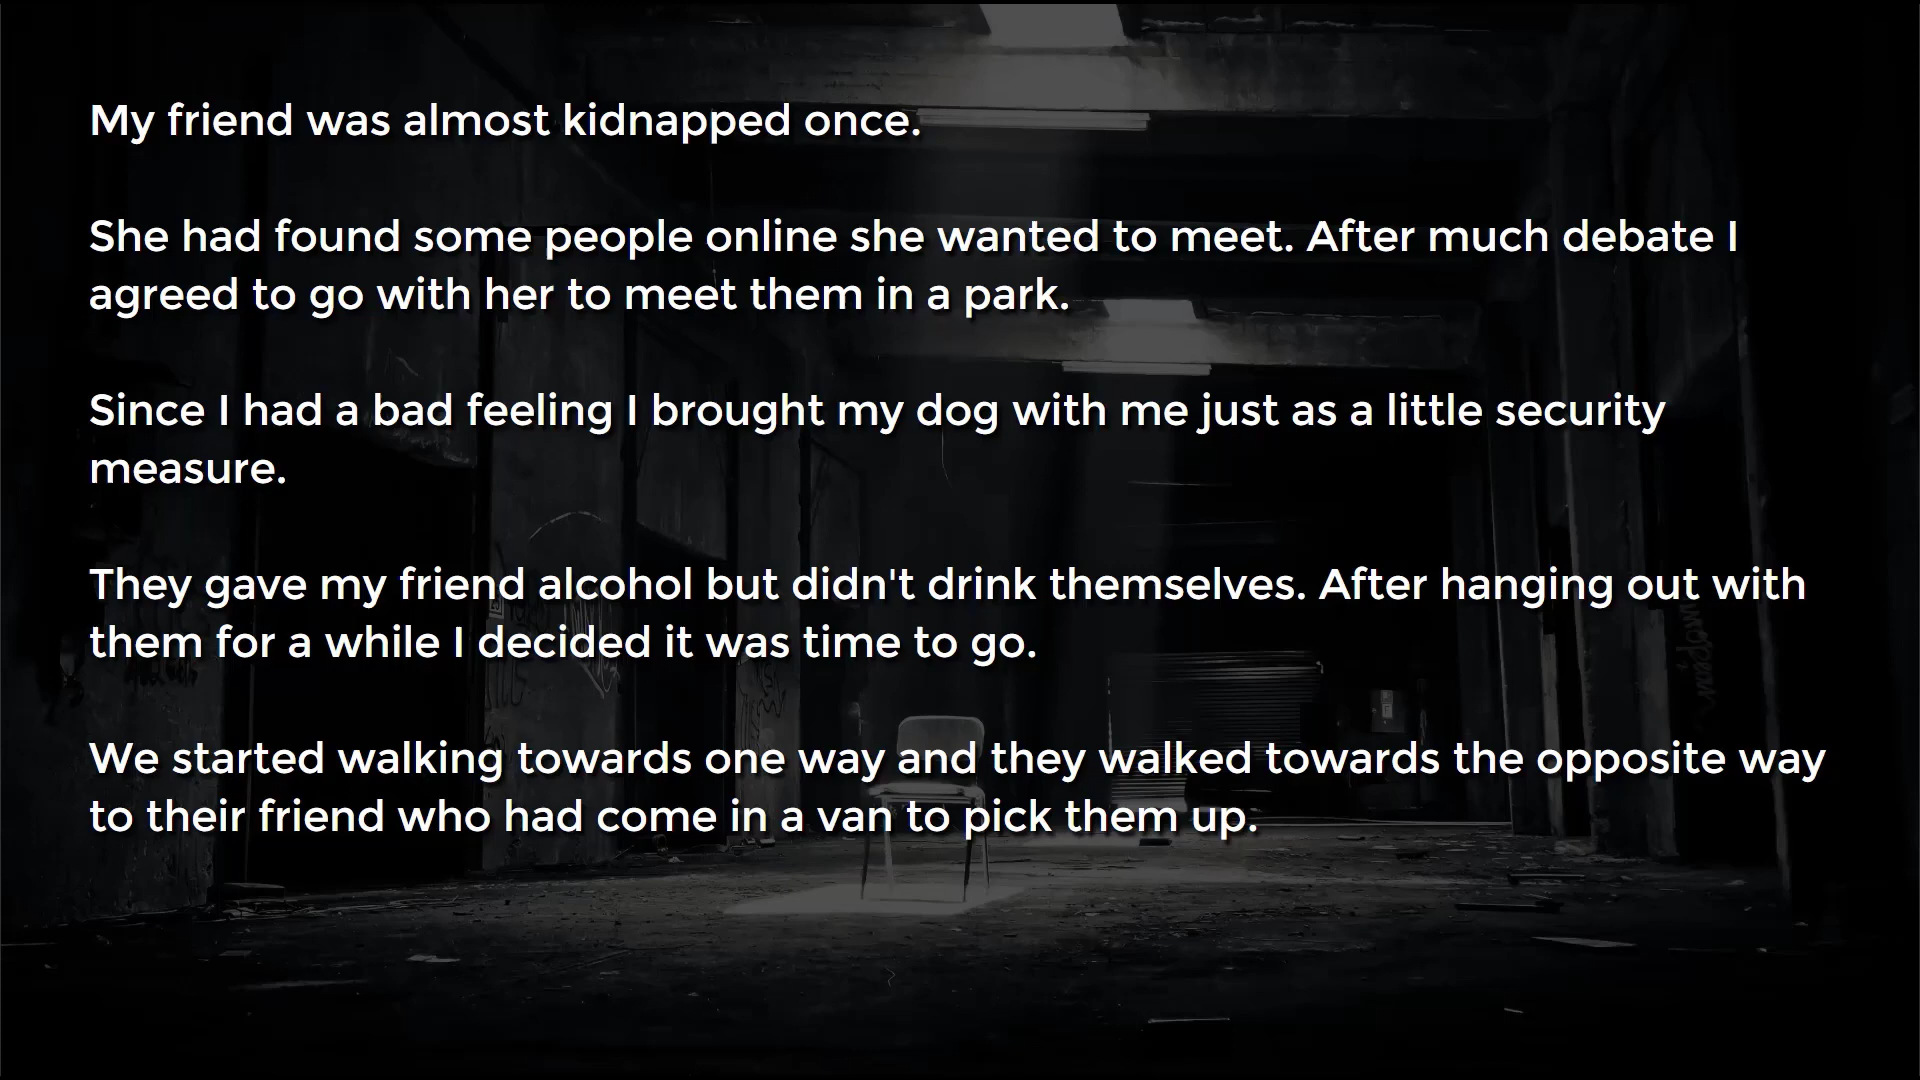 My friend was almost kidnapped once.
She had found some people online she wanted to meet. After much debate I
agreed to go with her to meet them in a park.
Since I had a bad feeling I brought my dog with me just as a little security
measure.
They gave my friend alcohol but didn't drink themselves. After hanging out with
them for a while I decided it was time to go.
We started walking towards one way and they walked towards the opposite way
to their friend who had come in a van to pick them up.